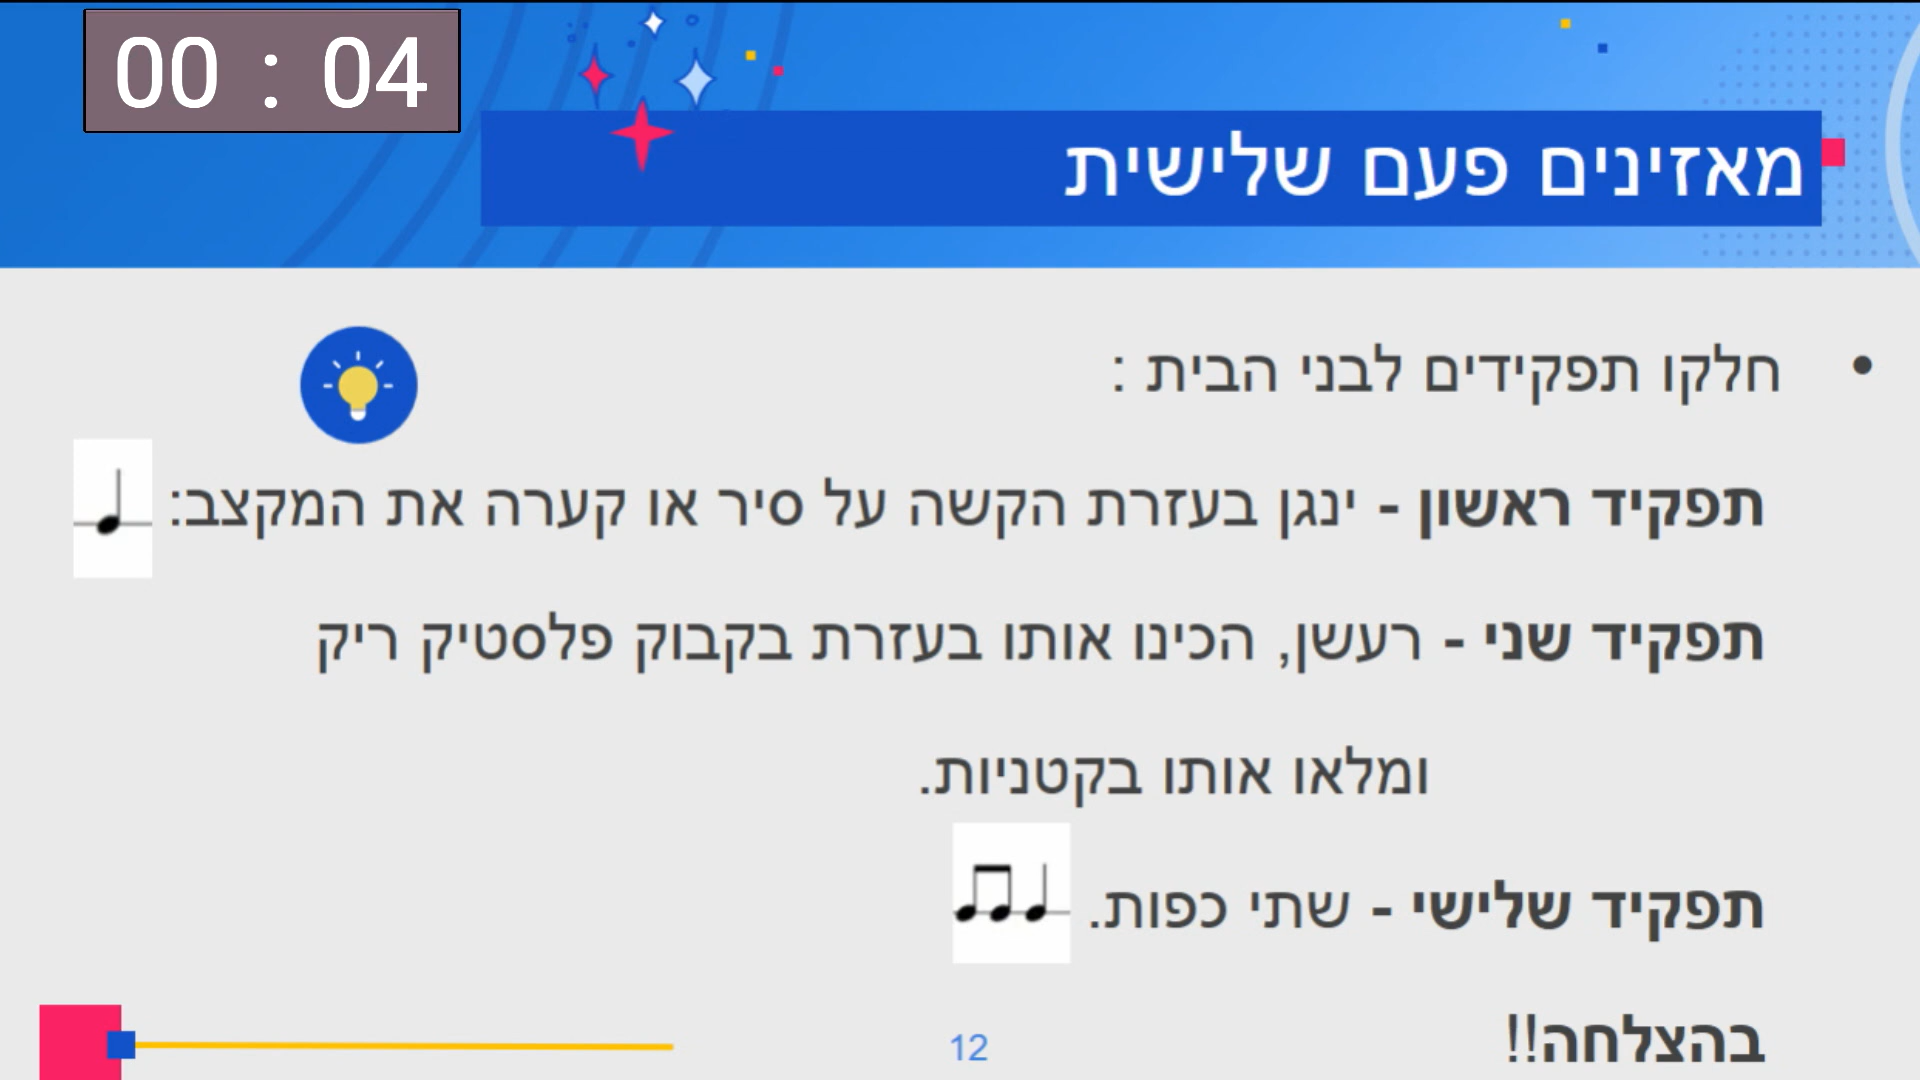 00 : 04
מאזינים פעם שלישית
• חלקו תפקידים לבני הבית :
תפקיד ראשון - ינגן בעזרת הקשה על סיר או קערה את המקצב:
תפקיד שני - רעשן, הכינו אותו בעזרת בקבוק פלסטיק ריק
ומלאו אותו בקטניות.
תפקיד שלישי - שתי כפות.
בהצלחה!!
12